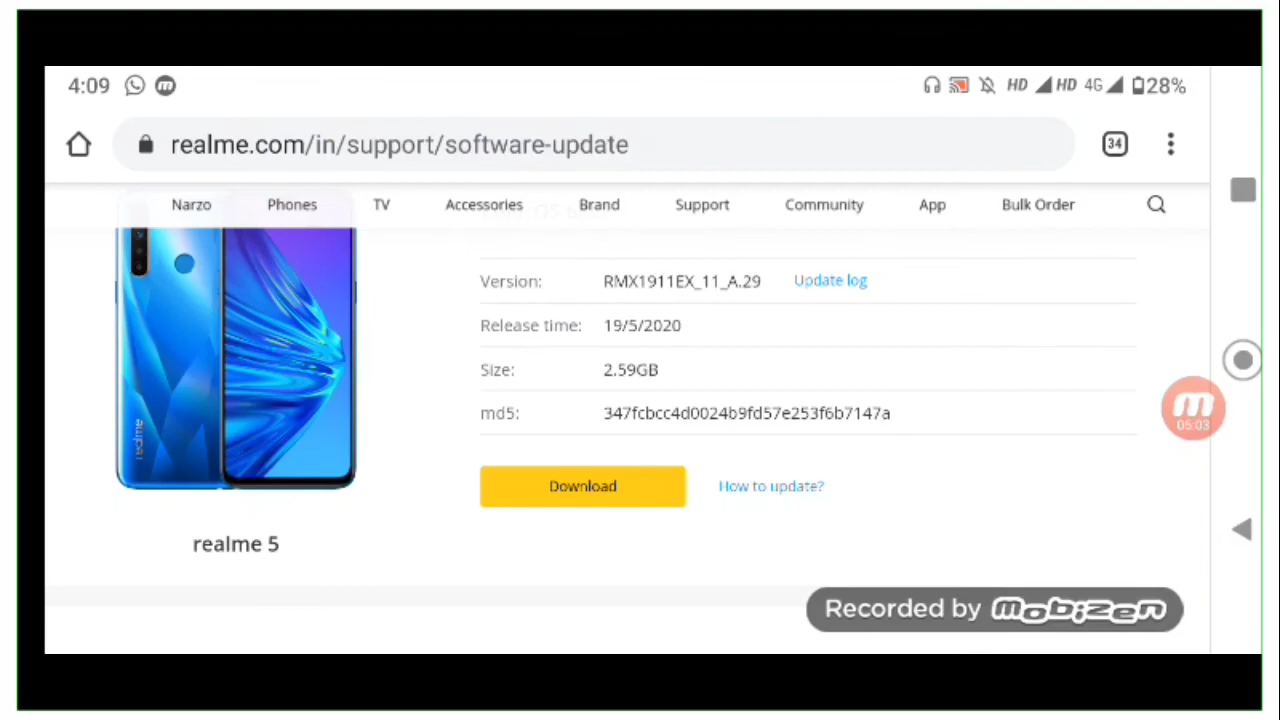 4:09 HD HD 4G 28%
realme.com/in/support/software-update 34
Narzo Phones TV Accessories Brand Support Community App Bulk Order
Version: RMX1911EX_11_A.29 Update log
Release time: 19/5/2020
Size: 2.59GB
md5: 347fcbcc4d0024b9fd57e253f6b7147a
05:03
realme
Download How to update?
realme 5
Recorded by mobizen